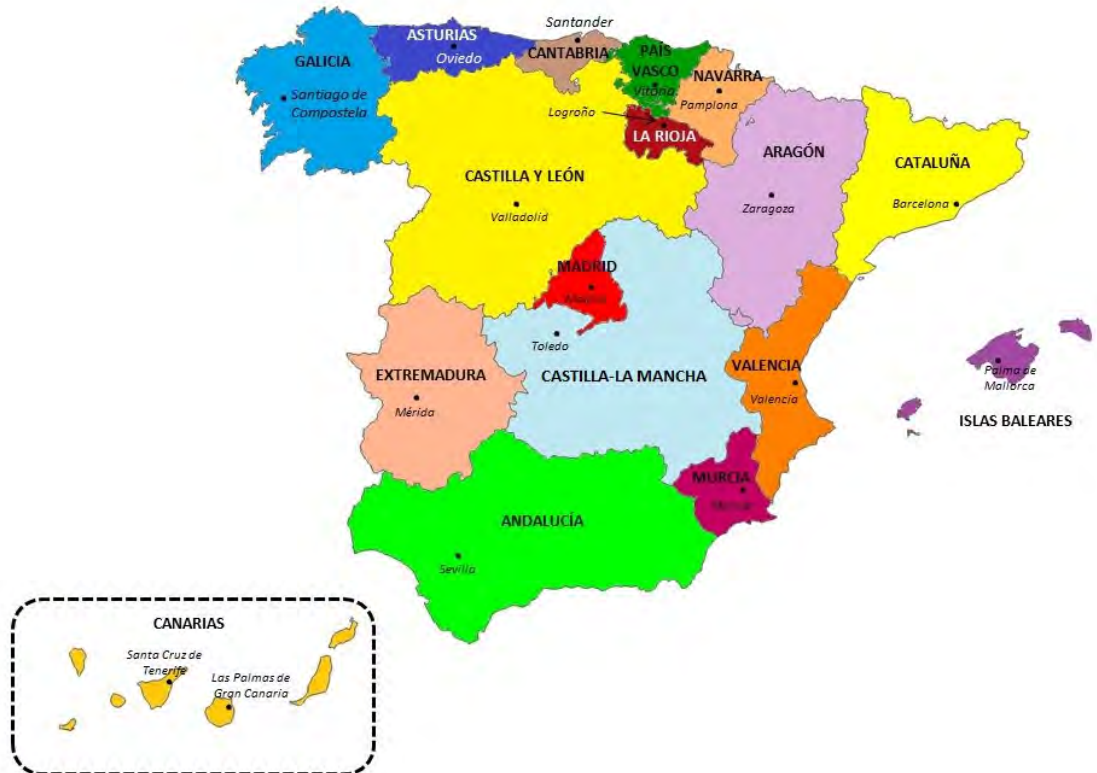 Santander
ASTURIAS
Oviedo
CANTABRIA
PAÍS
VASCO
Vitoria
GALICIA
Santiago de
Compostela
NAVARRA
Pamplona
Logroño
LA RIOJA
ARAGÓN
Zaragoza
CATALUÑA
Barcelona
CASTILLA Y LEÓN
Valladolid
MADRID
Madrid
Toledo
CASTILLA-LA MANCHA
EXTREMADURA
Mérida
VALENCIA
Valencia
Palma de
Mallorca
ISLAS BALEARES
MURCIA
Murcia
ANDALUCÍA
Sevilla
CANARIAS
Santa Cruz de
Tenerife
Las Palmas de
Gran Canaria